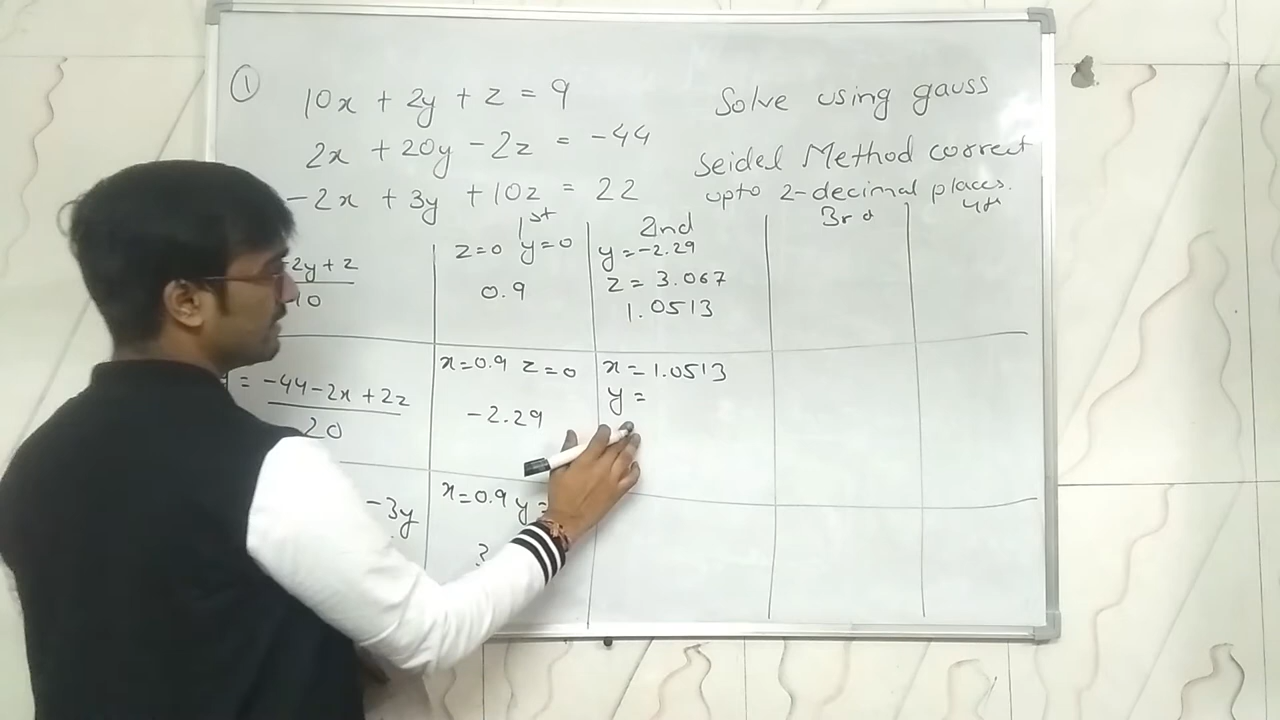 ①
10x + 2y + z = 9
2x + 20y - 2z = -44
-2x + 3y + 10z = 22
Solve using gauss
Seidel Method correct
upto 2-decimal places.
1st
2nd
3rd
4th
2y + z
10
z=0 y=0
0.9
y=-2.29
z = 3.067
1.0513
= -44-2x+2z
20
x=0.9 z=0
-2.29
x=1.0513
y =
-3y
x=0.9 y=
3